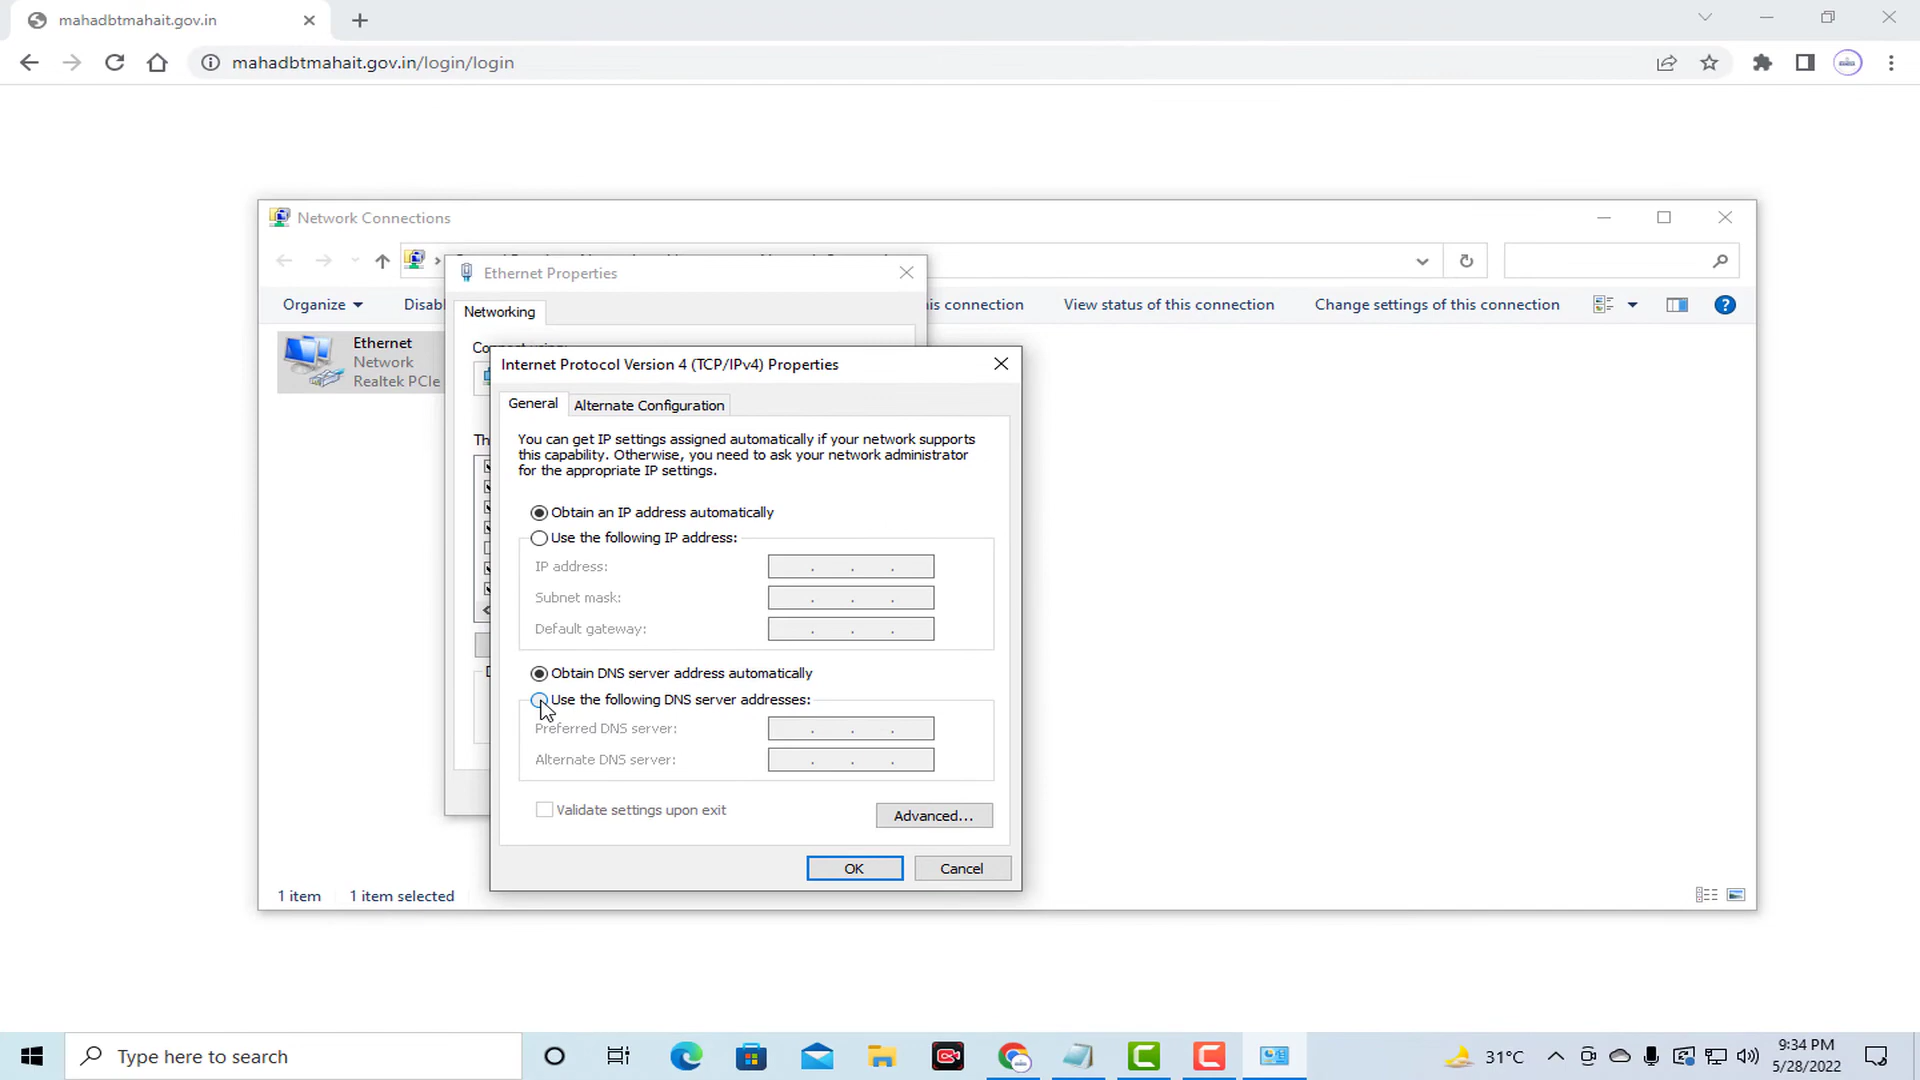 mahadbtmahait.gov.in
mahadbtmahait.gov.in/login/login
Network Connections
Ethernet Properties
Organize
Disabl
his connection
View status of this connection
Change settings of this connection
Networking
Ethernet
Network
Realtek PCIe
Internet Protocol Version 4 (TCP/IPv4) Properties
General
Alternate Configuration
You can get IP settings assigned automatically if your network supports
this capability. Otherwise, you need to ask your network administrator
for the appropriate IP settings.
Th
Obtain an IP address automatically
Use the following IP address:
IP address:
Subnet mask:
Default gateway:
Obtain DNS server address automatically
Use the following DNS server addresses:
Preferred DNS server:
Alternate DNS server:
Validate settings upon exit
Advanced...
OK
Cancel
1 item
1 item selected
Type here to search
31°C
9:34 PM
5/28/2022